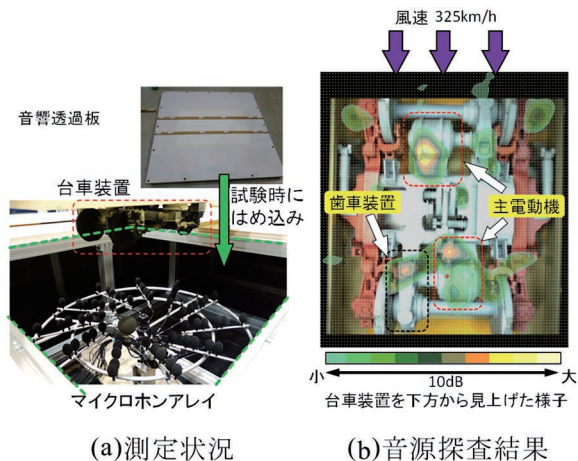 音響透過板
台車装置
試験時に
はめ込み
マイクロホンアレイ
(a)測定状況
風速 325km/h
歯車装置
主電動機
小
大
10dB
台車装置を下方から見上げた様子
(b)音源探査結果